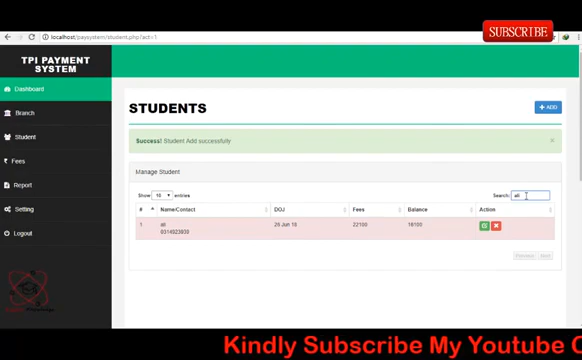 SUBSCRIBE
localhost/paysystem/student.php?act=1
TPI PAYMENT
SYSTEM
Dashboard
Branch
Student
Fees
Report
Setting
Logout
STUDENTS
+ ADD
Success! Student Add successfully
×
Manage Student
Show 10 entries
Search: ali
# Name/Contact DOJ Fees Balance Action
1 ali 26 Jun 18 22100 16100
0314923930
Previous Next
Kindly Subscribe My Youtube C